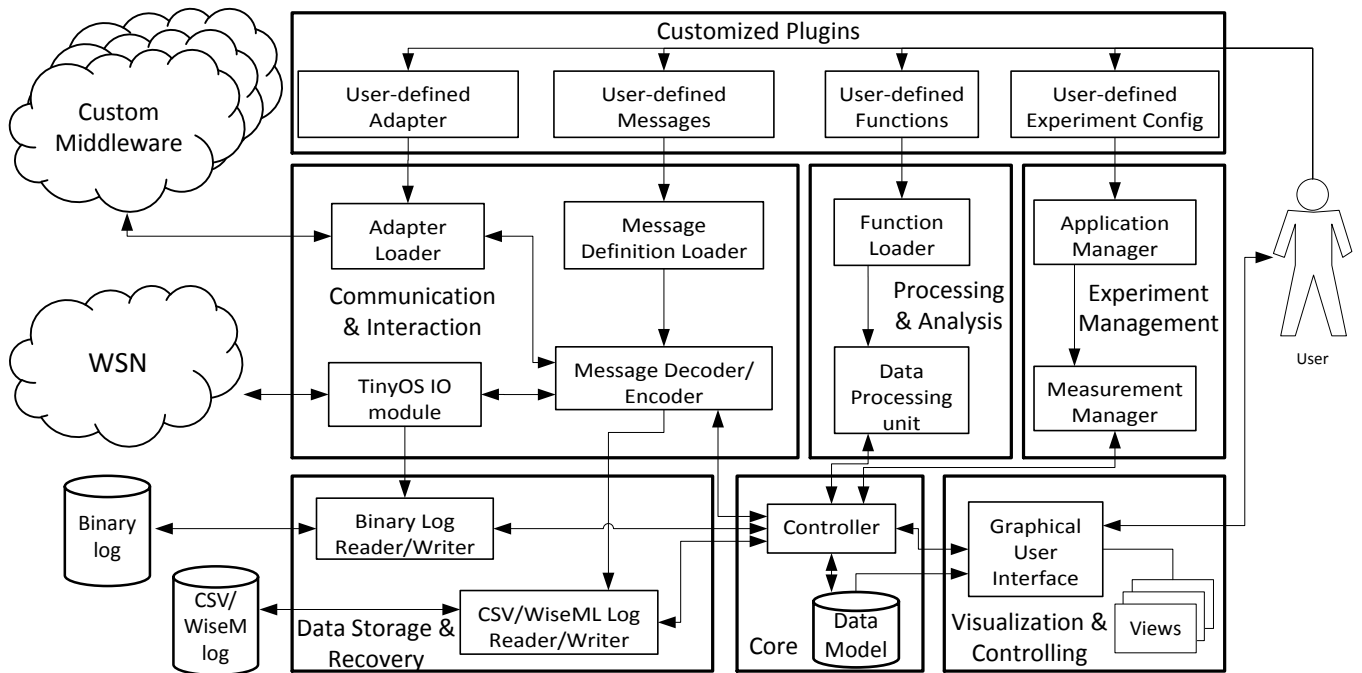 Customized Plugins
User-defined
Adapter
User-defined
Messages
User-defined
Functions
User-defined
Experiment Config
Custom
Middleware
Adapter
Loader
Message
Definition Loader
Function
Loader
Application
Manager
Communication
& Interaction
Processing
& Analysis
Experiment
Management
User
WSN
TinyOS IO
module
Message Decoder/
Encoder
Data
Processing
unit
Measurement
Manager
Binary
log
Binary Log
Reader/Writer
Controller
Graphical
User
Interface
CSV/
WiseM
log
CSV/WiseML Log
Reader/Writer
Data Storage &
Recovery
Core
Data
Model
Visualization &
Controlling
Views